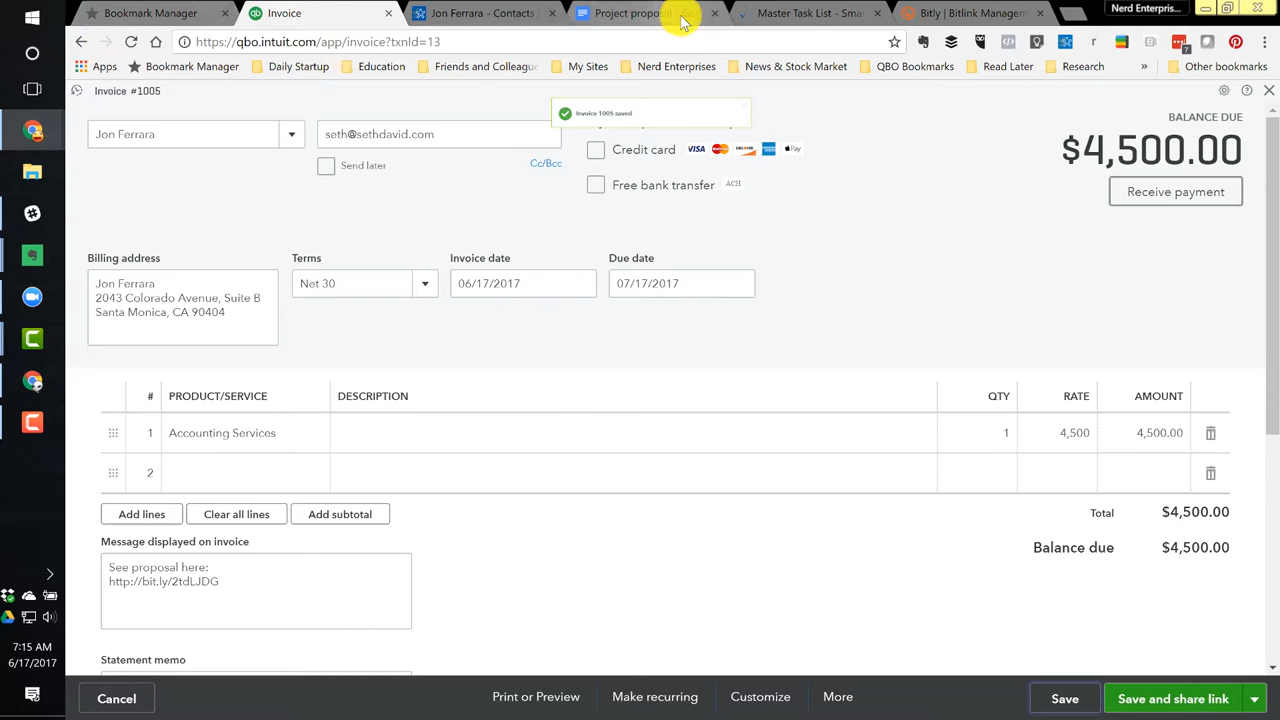 Bookmark Manager
Invoice
Jon Ferrara - Contacts
Project proposal
Master Task List - Sma
Bitly | Bitlink Managem
Nerd Enterpris...
https://qbo.intuit.com/app/invoice?txnId=13
7
Apps
Bookmark Manager
Daily Startup
Education
Friends and Colleagu
My Sites
Nerd Enterprises
News & Stock Market
QBO Bookmarks
Read Later
Research
»
Other bookmarks
Invoice #1005
Invoice 1005 saved
Jon Ferrara
seth@sethdavid.com
Send later
Cc/Bcc
Credit card VISA DISCOVER Pay
Free bank transfer ACH
BALANCE DUE
$4,500.00
Receive payment
Billing address
Jon Ferrara
2043 Colorado Avenue, Suite B
Santa Monica, CA 90404
Terms
Net 30
Invoice date
06/17/2017
Due date
07/17/2017
# PRODUCT/SERVICE DESCRIPTION QTY RATE AMOUNT
1 Accounting Services 1 4,500 4,500.00
2
Add lines
Clear all lines
Add subtotal
Total $4,500.00
Balance due $4,500.00
Message displayed on invoice
See proposal here:
http://bit.ly/2tdLJDG
Statement memo
7:15 AM
6/17/2017
Cancel
Print or Preview
Make recurring
Customize
More
Save
Save and share link